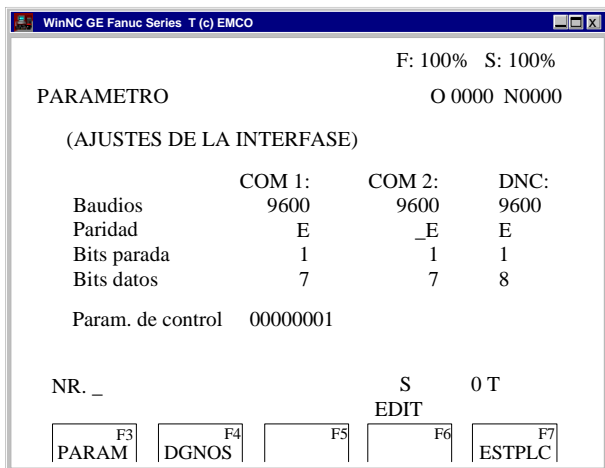 WinNC GE Fanuc Series T (c) EMCO
F: 100% S: 100%
PARAMETRO O 0000 N0000
(AJUSTES DE LA INTERFASE)
COM 1: COM 2: DNC:
Baudios 9600 9600 9600
Paridad E _E E
Bits parada 1 1 1
Bits datos 7 7 8
Param. de control 00000001
NR. _ S 0 T
EDIT
F3 F4 F5 F6 F7
PARAM DGNOS ESTPLC